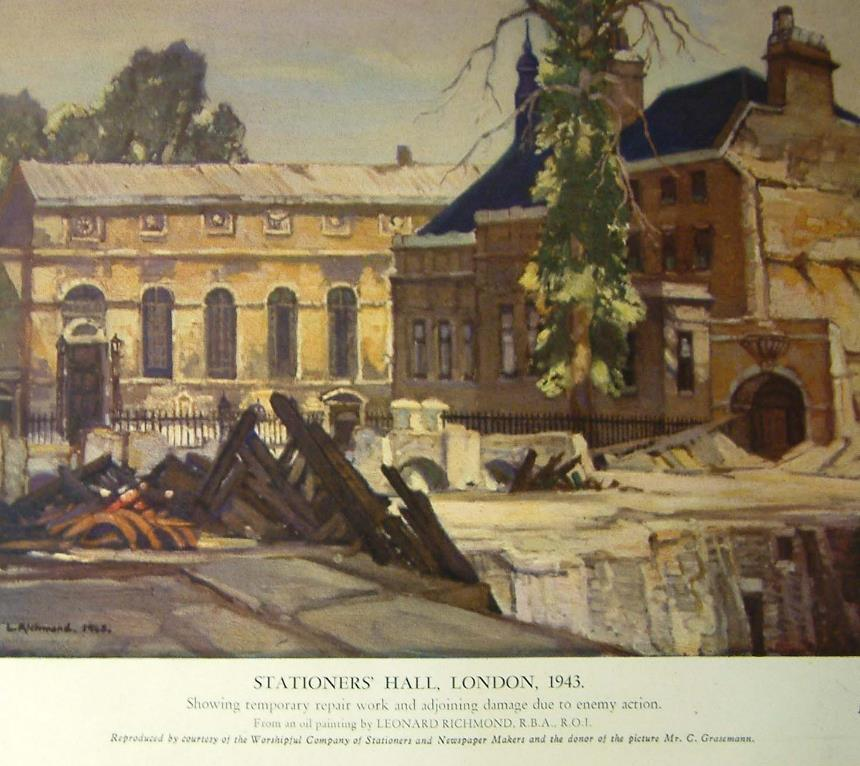 L. Richmond. 1943.
STATIONERS' HALL, LONDON, 1943.
Showing temporary repair work and adjoining damage due to enemy action.
From an oil painting by LEONARD RICHMOND, R.B.A., R.O.I.
Reproduced by courtesy of the Worshipful Company of Stationers and Newspaper Makers and the donor of the picture Mr. C. Grasemann.